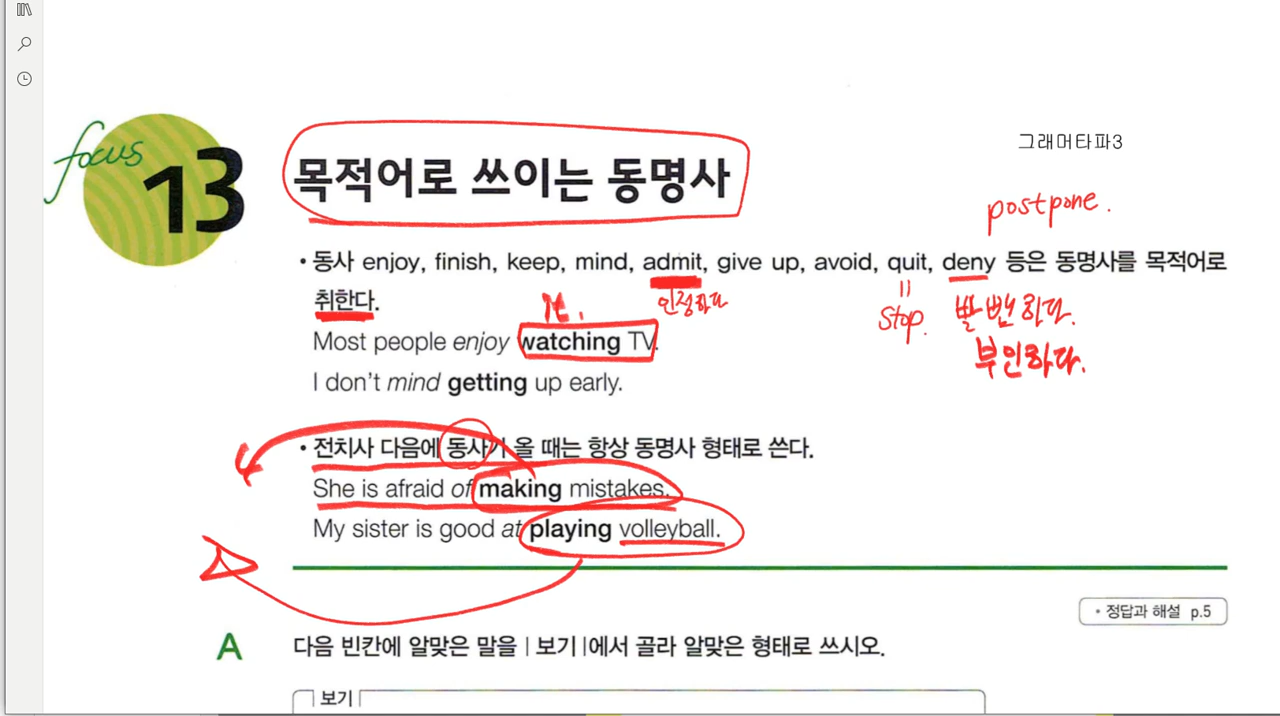 focus
13
목적어로 쓰이는 동명사
그래머타파3
postpone.
• 동사 enjoy, finish, keep, mind, admit, give up, avoid, quit, deny 등은 동명사를 목적어로
취한다.
인정하다
stop.
Most people enjoy watching TV.
부인하다.
I don't mind getting up early.
• 전치사 다음에 동사가 올 때는 항상 동명사 형태로 쓴다.
She is afraid of making mistakes.
My sister is good at playing volleyball.
• 정답과 해설 p.5
A 다음 빈칸에 알맞은 말을 | 보기 |에서 골라 알맞은 형태로 쓰시오.
| 보기 |